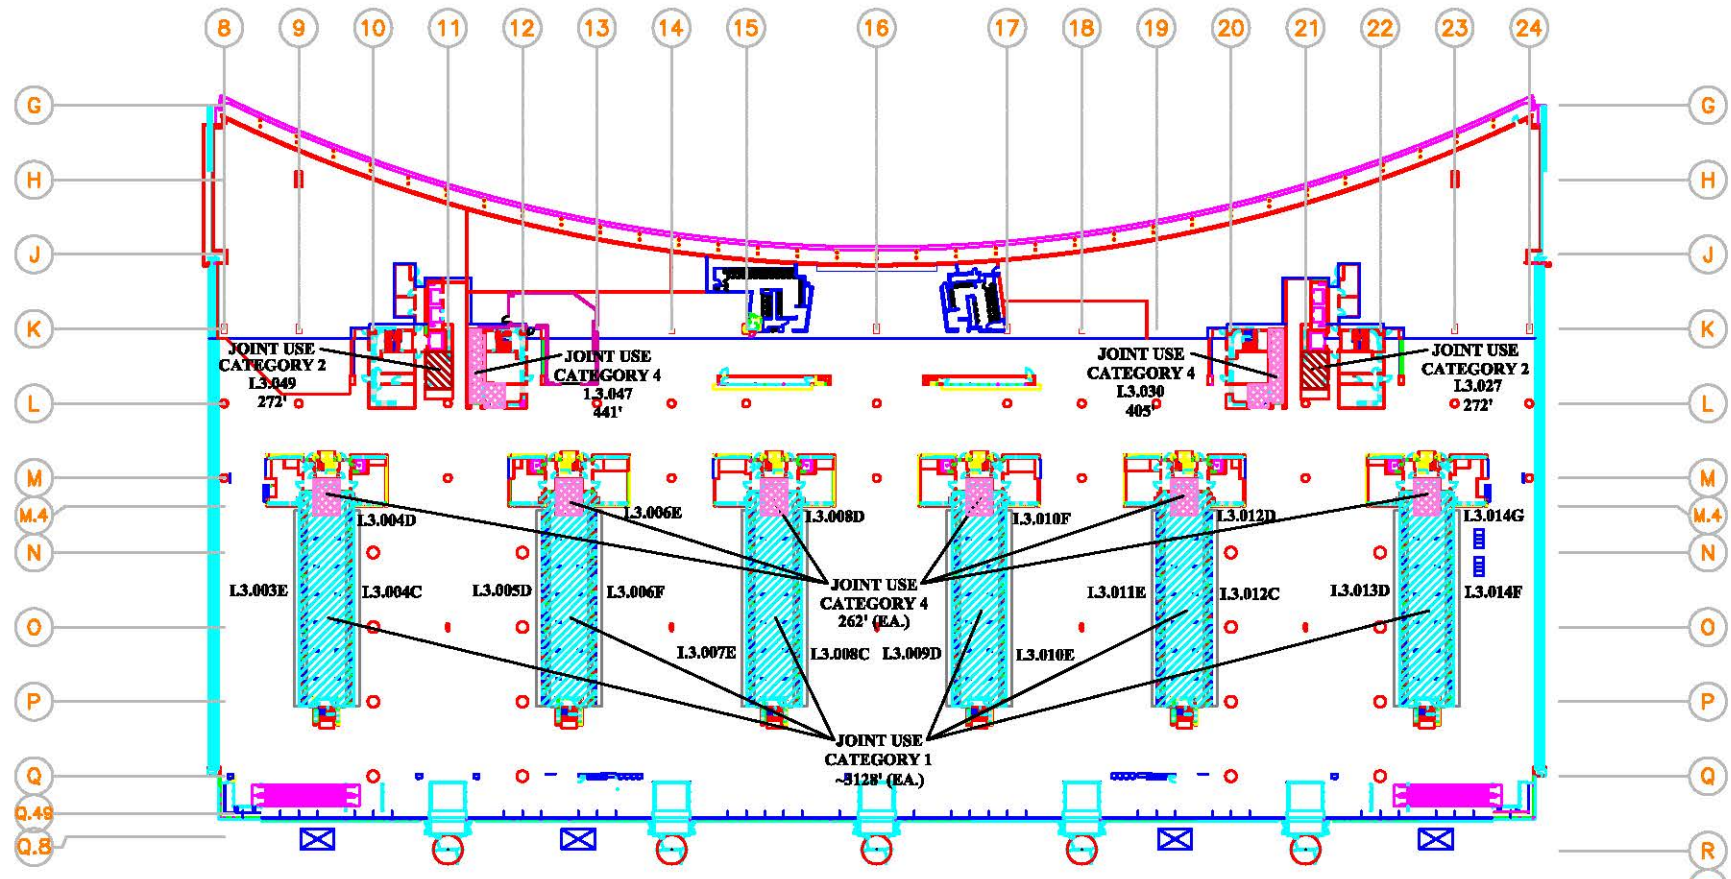 8 9 10 11 12 13 14 15 16 17 18 19 20 21 22 23 24
G G
H H
J J
K K
JOINT USE
CATEGORY 2
L3.049
272'
JOINT USE
CATEGORY 4
L3.047
441'
JOINT USE
CATEGORY 4
L3.030
405'
JOINT USE
CATEGORY 2
L3.027
272'
L L
M M
M.4 M.4
L3.004D L3.006E L3.008D L3.010F L3.012D L3.014G
N N
L3.003E L3.004C L3.005D L3.006F L3.011E L3.012C L3.013D L3.014F
JOINT USE
CATEGORY 4
262' (EA.)
O O
L3.007E L3.008C L3.009D L3.010E
P P
JOINT USE
CATEGORY 1
~3128' (EA.)
Q Q
Q.49
Q.8 R